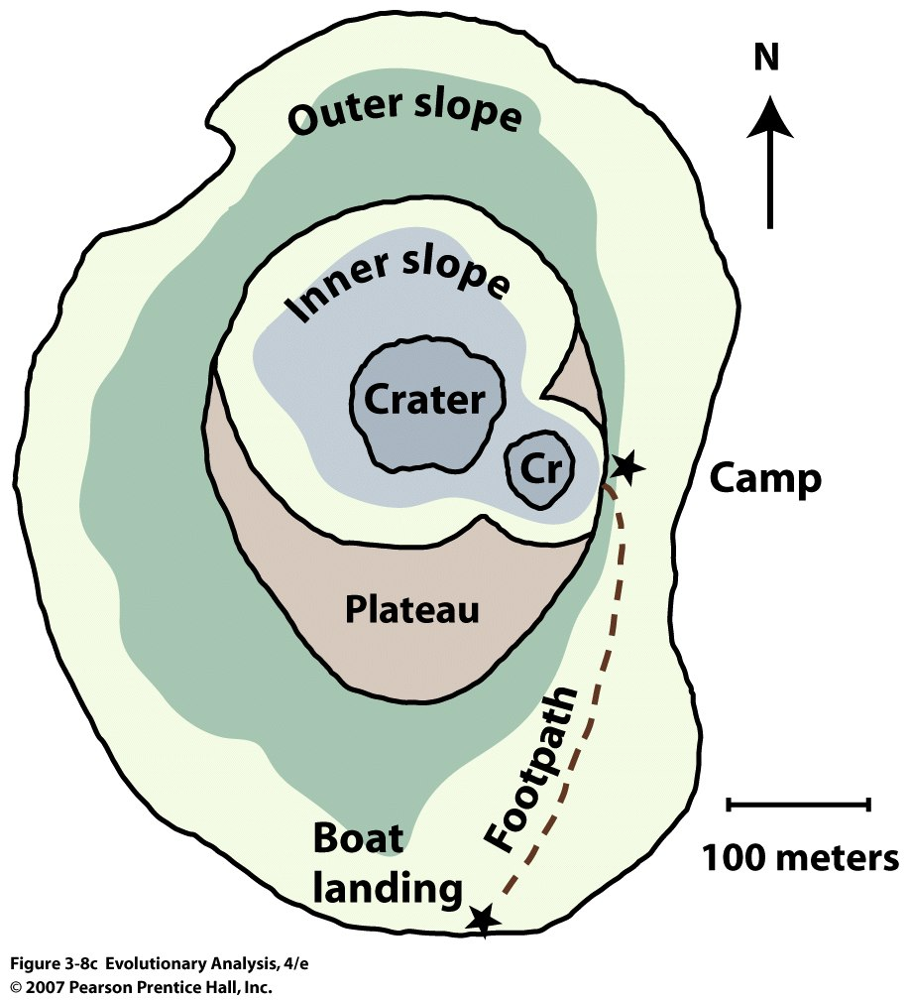 N
Outer slope
Inner slope
Crater
Cr
Camp
Plateau
Footpath
Boat
landing
100 meters
Figure 3-8c Evolutionary Analysis, 4/e
© 2007 Pearson Prentice Hall, Inc.